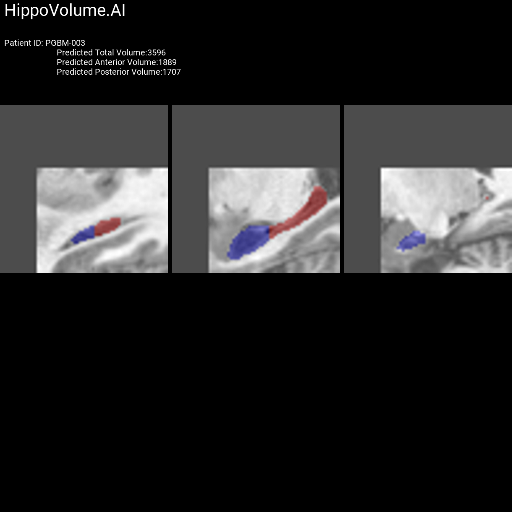 HippoVolume.AI
Patient ID: PGBM-003
Predicted Total Volume:3596
Predicted Anterior Volume:1889
Predicted Posterior Volume:1707